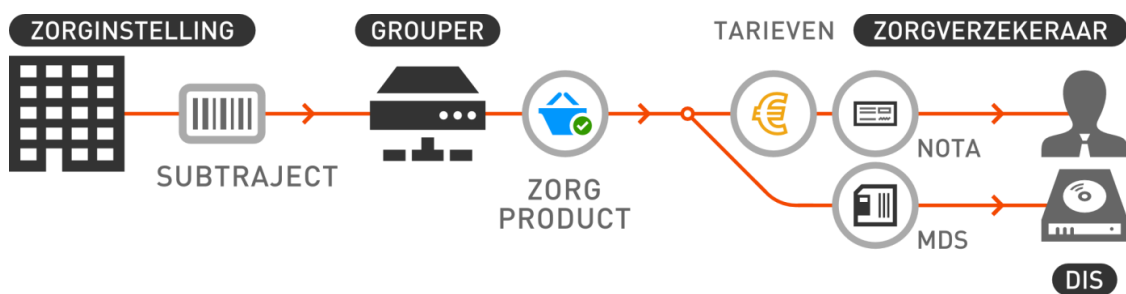 ZORGINSTELLING
GROUPER
TARIEVEN
ZORGVERZEKERAAR
SUBTRAJECT
ZORG
PRODUCT
€
NOTA
MDS
DIS